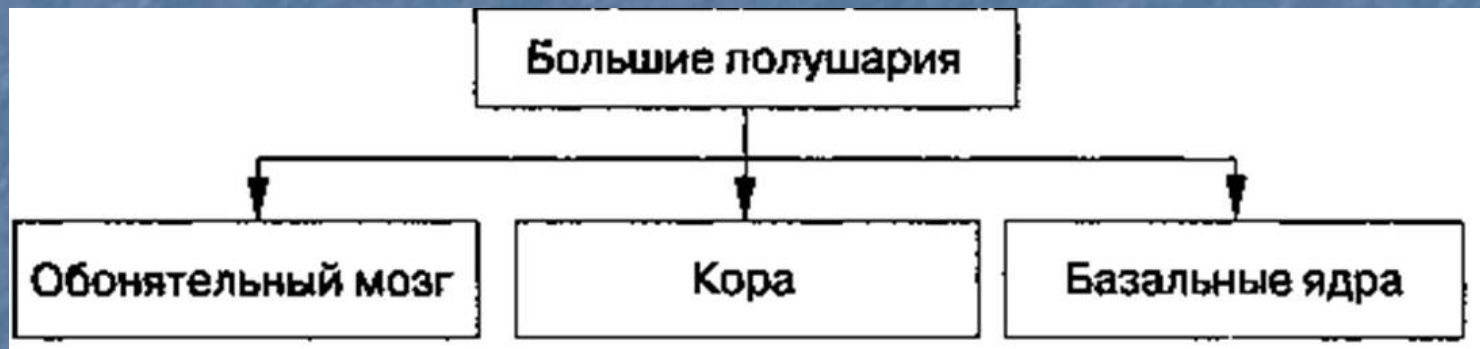 Большие полушария
Обонятельный мозг
Кора
Базальные ядра